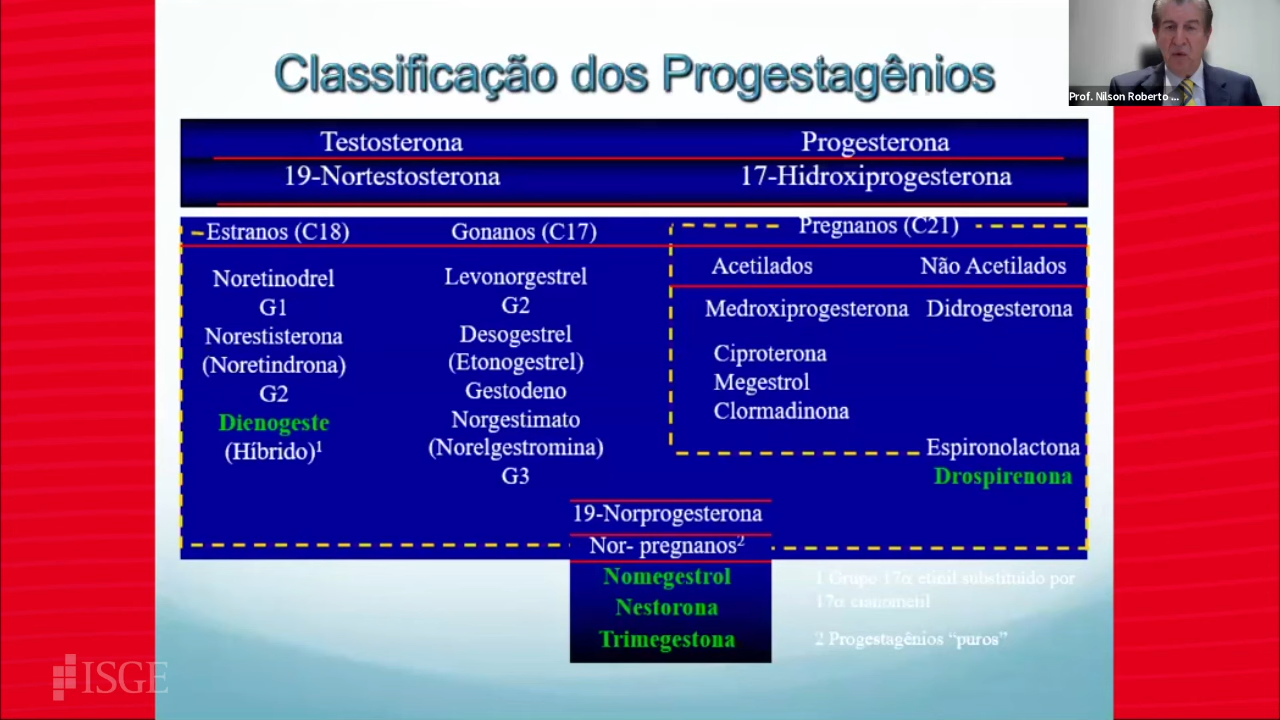 Classificação dos Progestagênios
Prof. Nilson Roberto ...
Testosterona
Progesterona
19-Nortestosterona
17-Hidroxiprogesterona
Estranos (C18)
Noretinodrel
G1
Norestisterona
(Noretindrona)
G2
Dienogeste
(Híbrido)¹
Gonanos (C17)
Levonorgestrel
G2
Desogestrel
(Etonogestrel)
Gestodeno
Norgestimato
(Norelgestromina)
G3
Pregnanos (C21)
Acetilados
Medroxiprogesterona
Ciproterona
Megestrol
Clormadinona
Não Acetilados
Didrogesterona
Espironolactona
Drospirenona
19-Norprogesterona
Nor- pregnanos²
Nomegestrol
Nestorona
Trimegestona
1 Grupo 17α etinil substituído por
17α cianometil
2 Progestagênios “puros”
ISGE